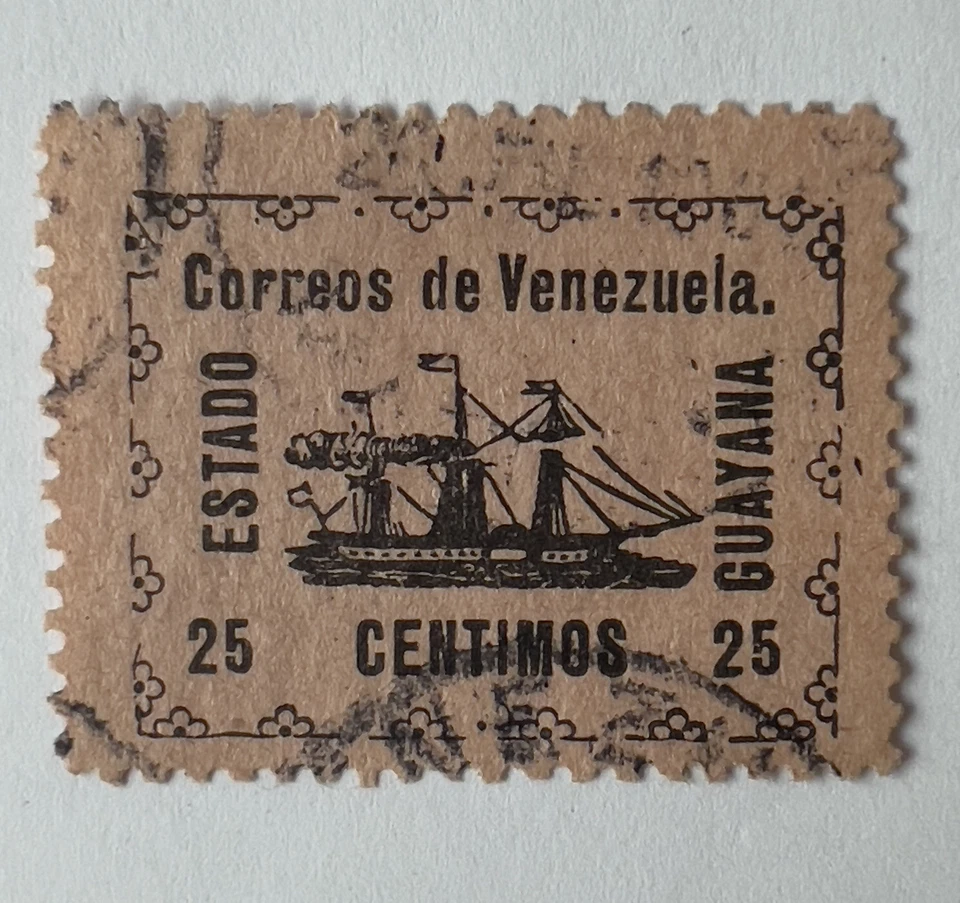 Correos de Venezuela.
ESTADO
GUAYANA
25 CENTIMOS 25